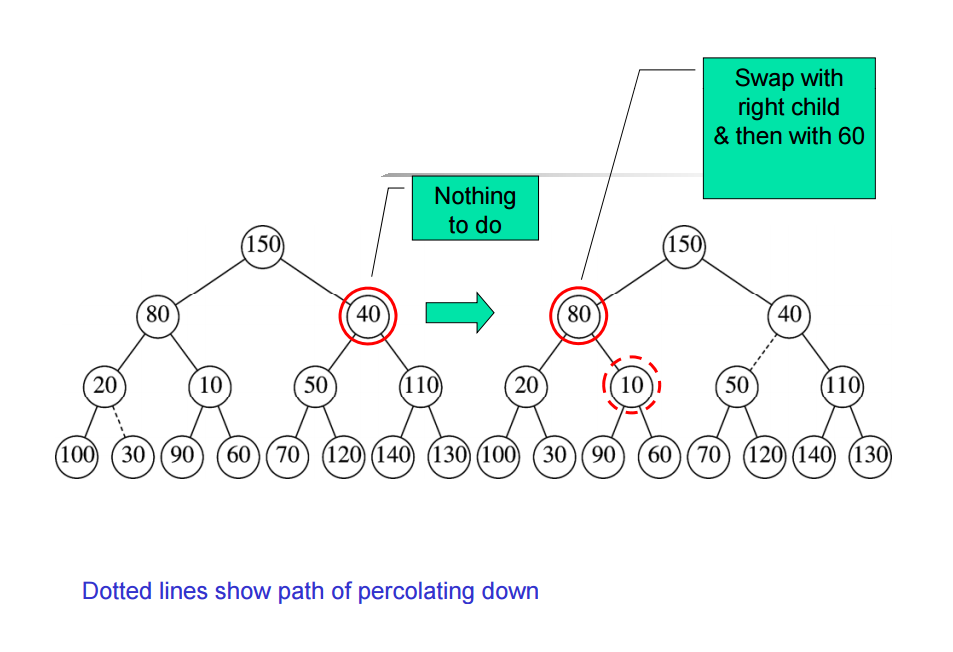 Swap with
right child
& then with 60
Nothing
to do
150 150
80 40 80 40
20 10 50 110 20 10 50 110
100 30 90 60 70 120 140 130 100 30 90 60 70 120 140 130
Dotted lines show path of percolating down